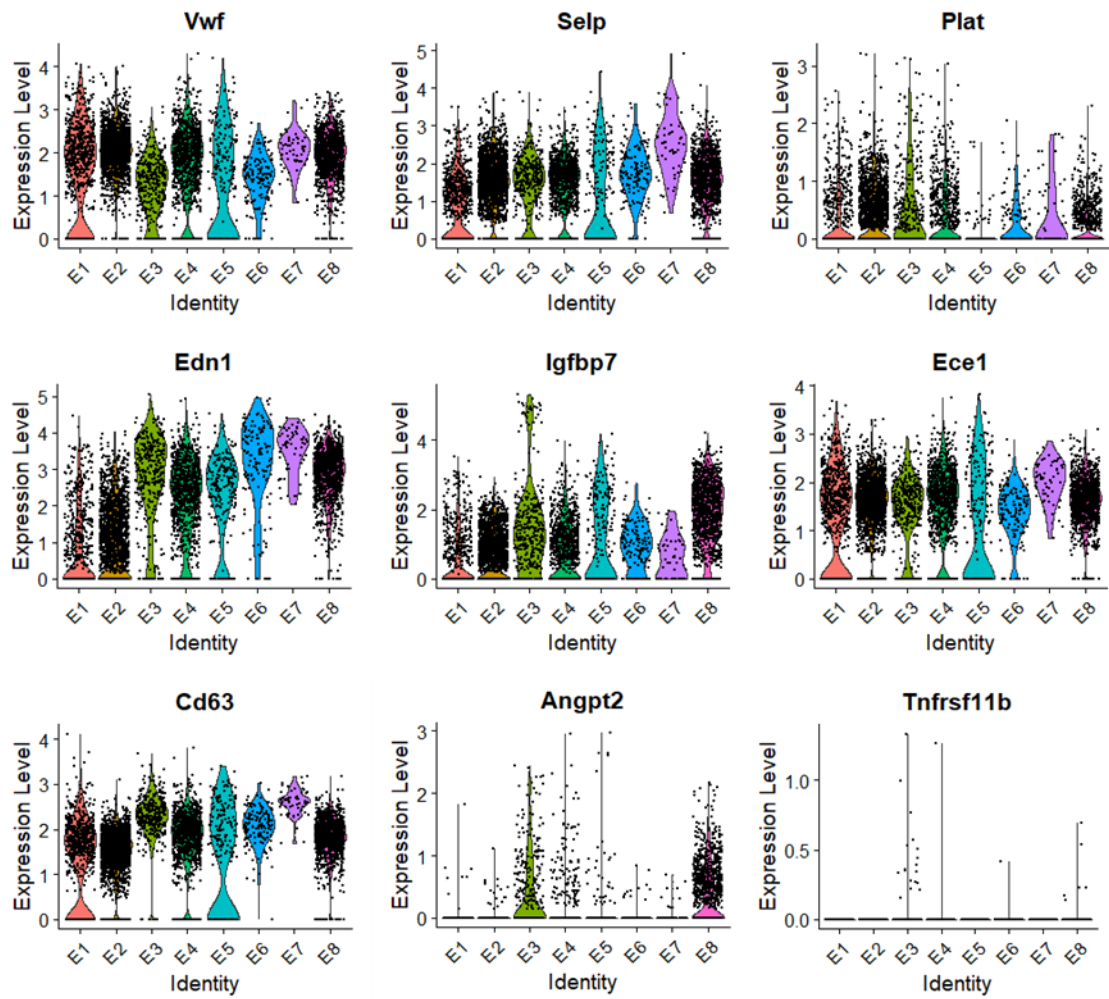 Vwf
Selp
Plat
Expression Level
4
3
2
1
0
E1 E2 E3 E4 E5 E6 E7 E8
Identity
Expression Level
5
4
3
2
1
0
E1 E2 E3 E4 E5 E6 E7 E8
Identity
Expression Level
3
2
1
0
E1 E2 E3 E4 E5 E6 E7 E8
Identity
Edn1
Igfbp7
Ece1
Expression Level
5
4
3
2
1
0
E1 E2 E3 E4 E5 E6 E7 E8
Identity
Expression Level
4
2
0
E1 E2 E3 E4 E5 E6 E7 E8
Identity
Expression Level
4
3
2
1
0
E1 E2 E3 E4 E5 E6 E7 E8
Identity
Cd63
Angpt2
Tnfrsf11b
Expression Level
4
3
2
1
0
E1 E2 E3 E4 E5 E6 E7 E8
Identity
Expression Level
3
2
1
0
E1 E2 E3 E4 E5 E6 E7 E8
Identity
Expression Level
1.0
0.5
0.0
E1 E2 E3 E4 E5 E6 E7 E8
Identity